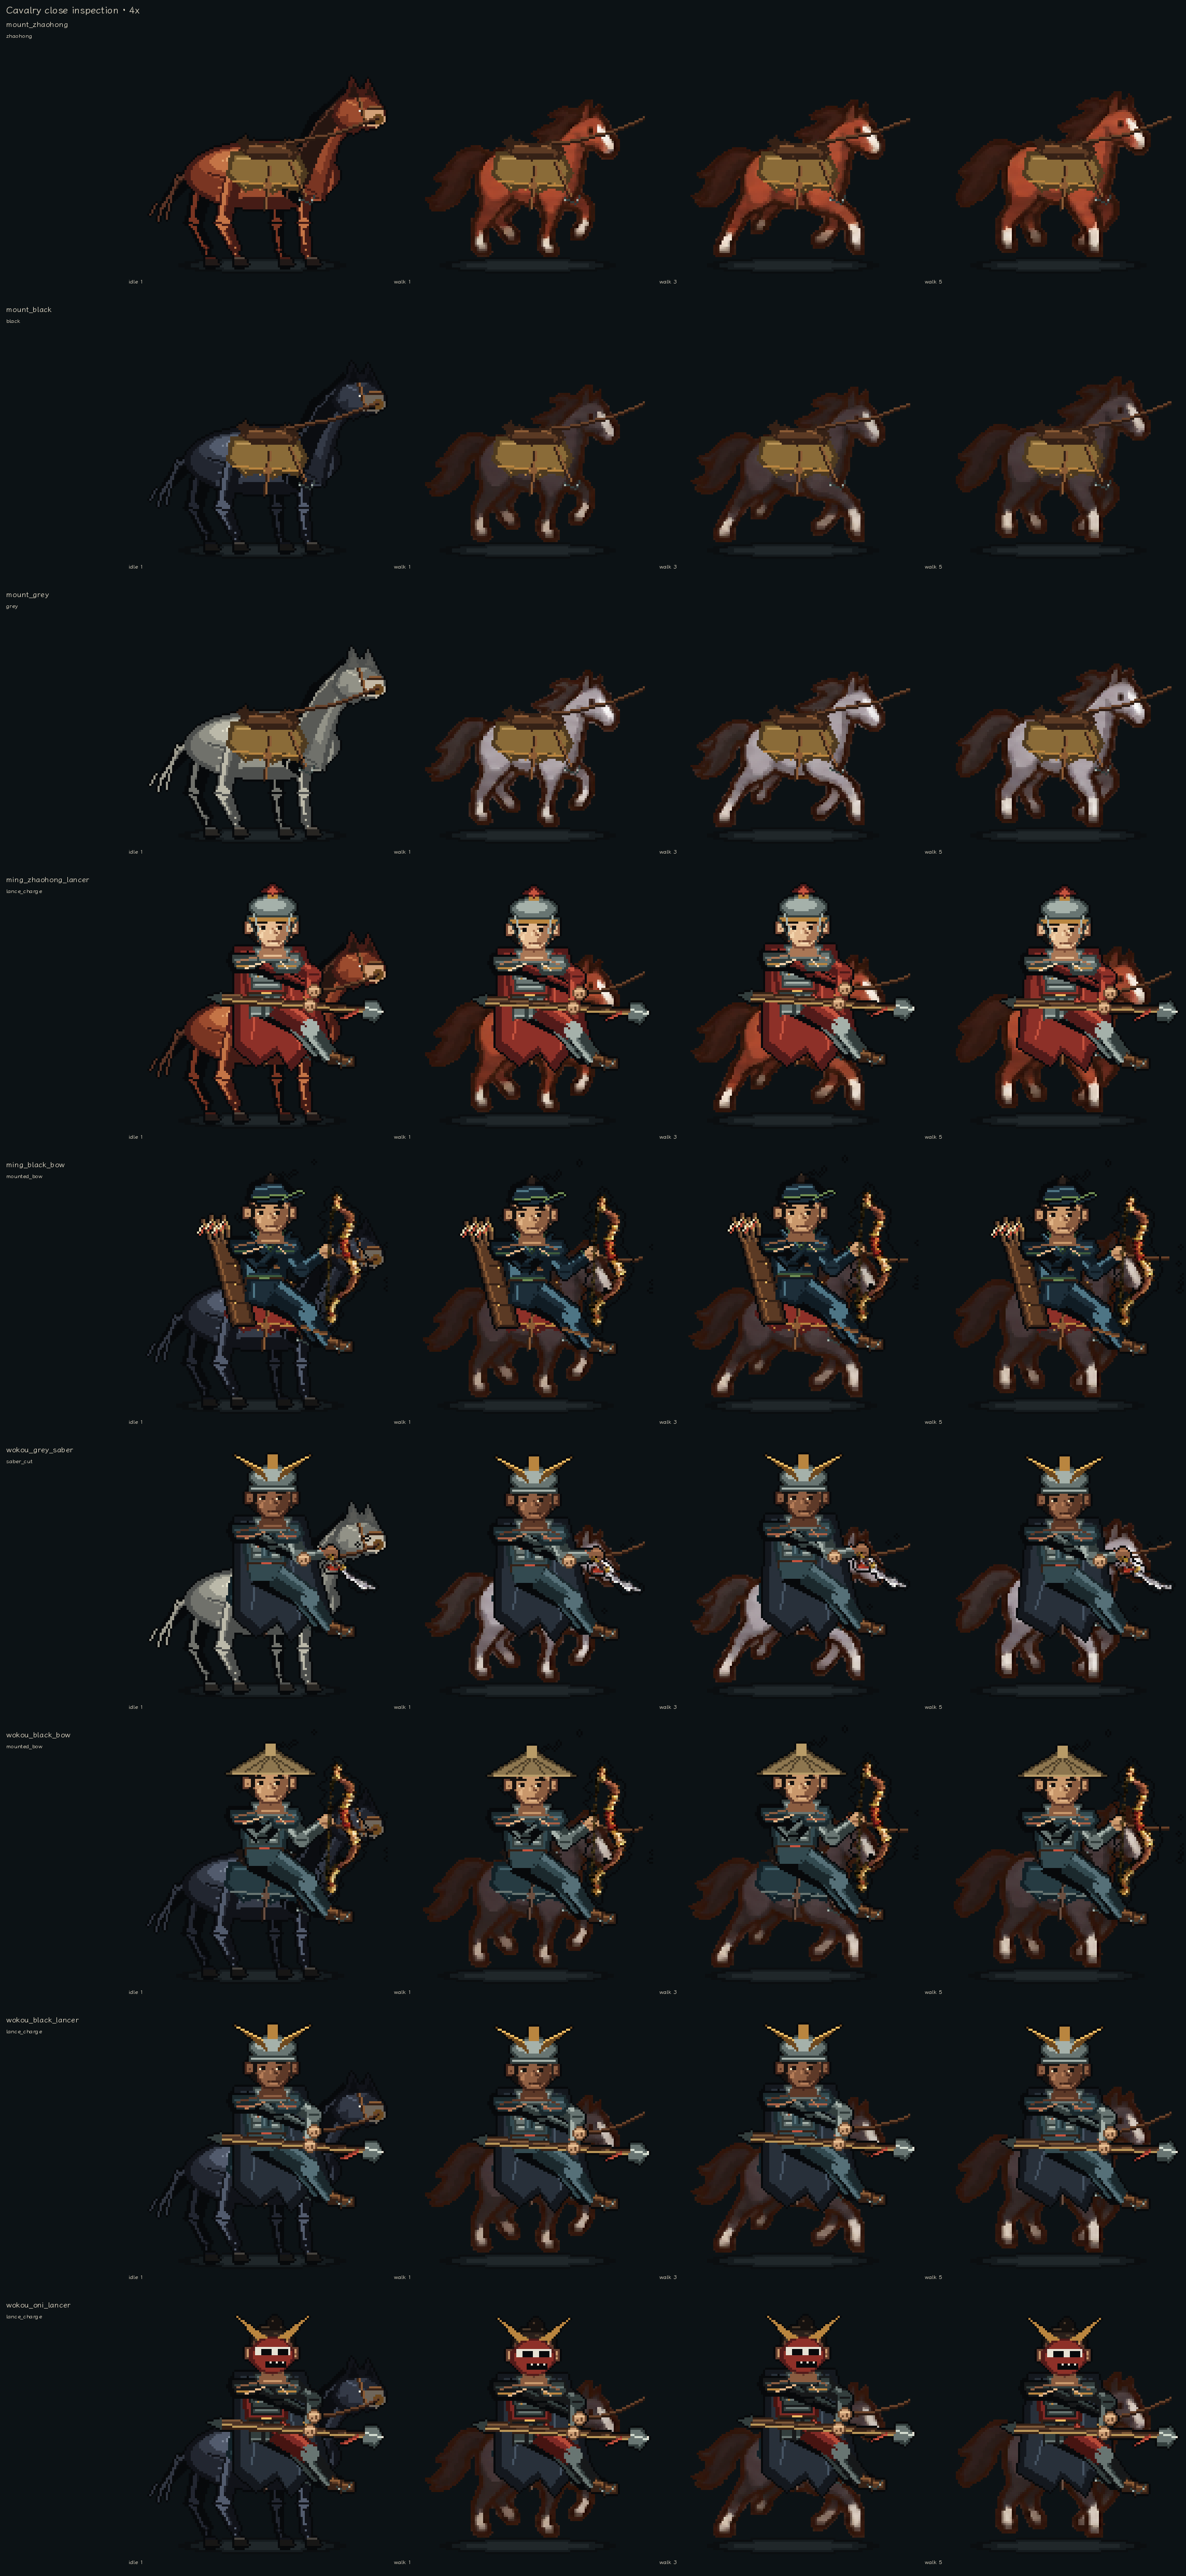 Cavalry close inspection • 4x
mount_zhaohong
zhaohong
idle 1
walk 1
walk 3
walk 5
mount_black
black
idle 1
walk 1
walk 3
walk 5
mount_grey
grey
idle 1
walk 1
walk 3
walk 5
ming_zhaohong_lancer
lance_charge
idle 1
walk 1
walk 3
walk 5
ming_black_bow
mounted_bow
idle 1
walk 1
walk 3
walk 5
wokou_grey_saber
saber_cut
idle 1
walk 1
walk 3
walk 5
wokou_black_bow
mounted_bow
idle 1
walk 1
walk 3
walk 5
wokou_black_lancer
lance_charge
idle 1
walk 1
walk 3
walk 5
wokou_oni_lancer
lance_charge
idle 1
walk 1
walk 3
walk 5